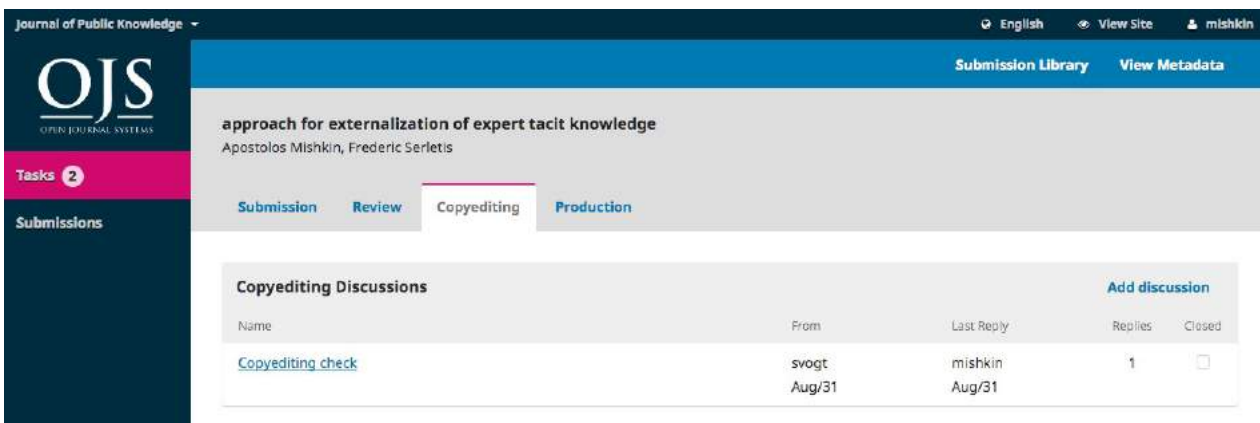 Journal of Public Knowledge
English View Site mishkin
OJS
OPEN JOURNAL SYSTEMS
Submission Library View Metadata
approach for externalization of expert tacit knowledge
Apostolos Mishkin, Frederic Serletis
Tasks 2
Submissions
Submission Review Copyediting Production
Copyediting Discussions Add discussion
Name From Last Reply Replies Closed
Copyediting check svogt mishkin 1
Aug/31 Aug/31